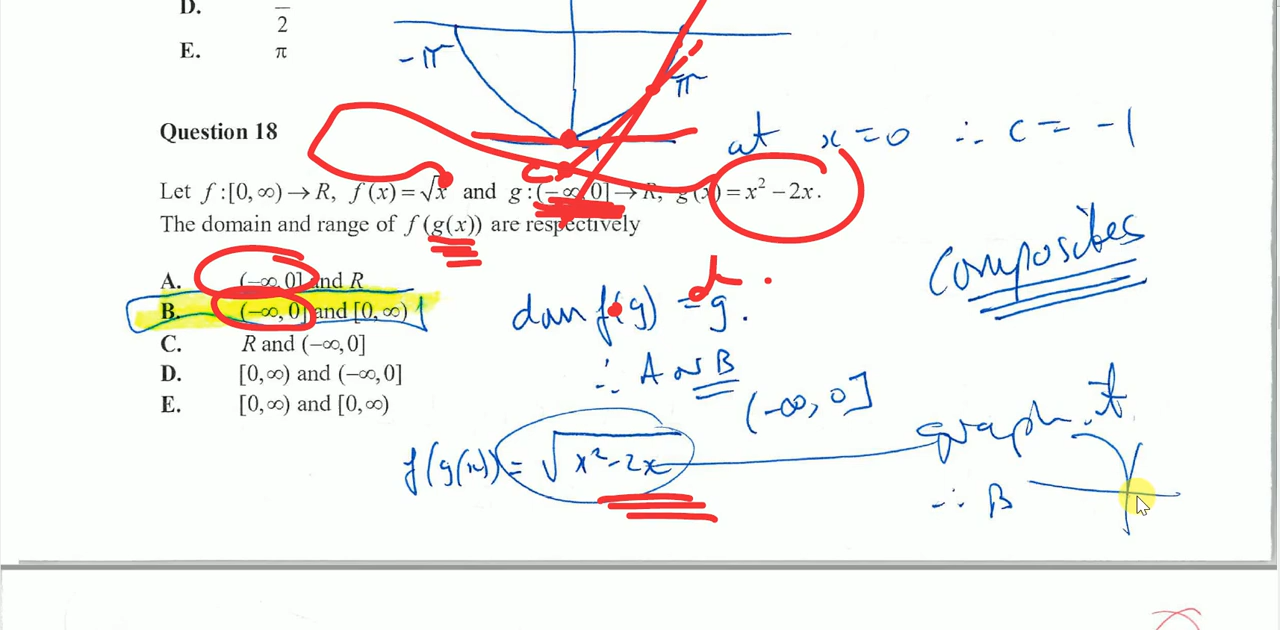 D. 2
E. π
-π
π
Question 18
at x=0 ∴ c = -1
Let f:[0,∞)→R, f(x)=√x and g:(-∞,0]→R, g(x)=x²-2x.
The domain and range of f(g(x)) are respectively
Composites
A. (-∞,0] and R
B. (-∞,0] and [0,∞)
C. R and (-∞,0]
D. [0,∞) and (-∞,0]
E. [0,∞) and [0,∞)
dom f(g) = g.
∴ A or B
(-∞,0]
graph it.
f(g(x)) = √x²-2x
∴ B